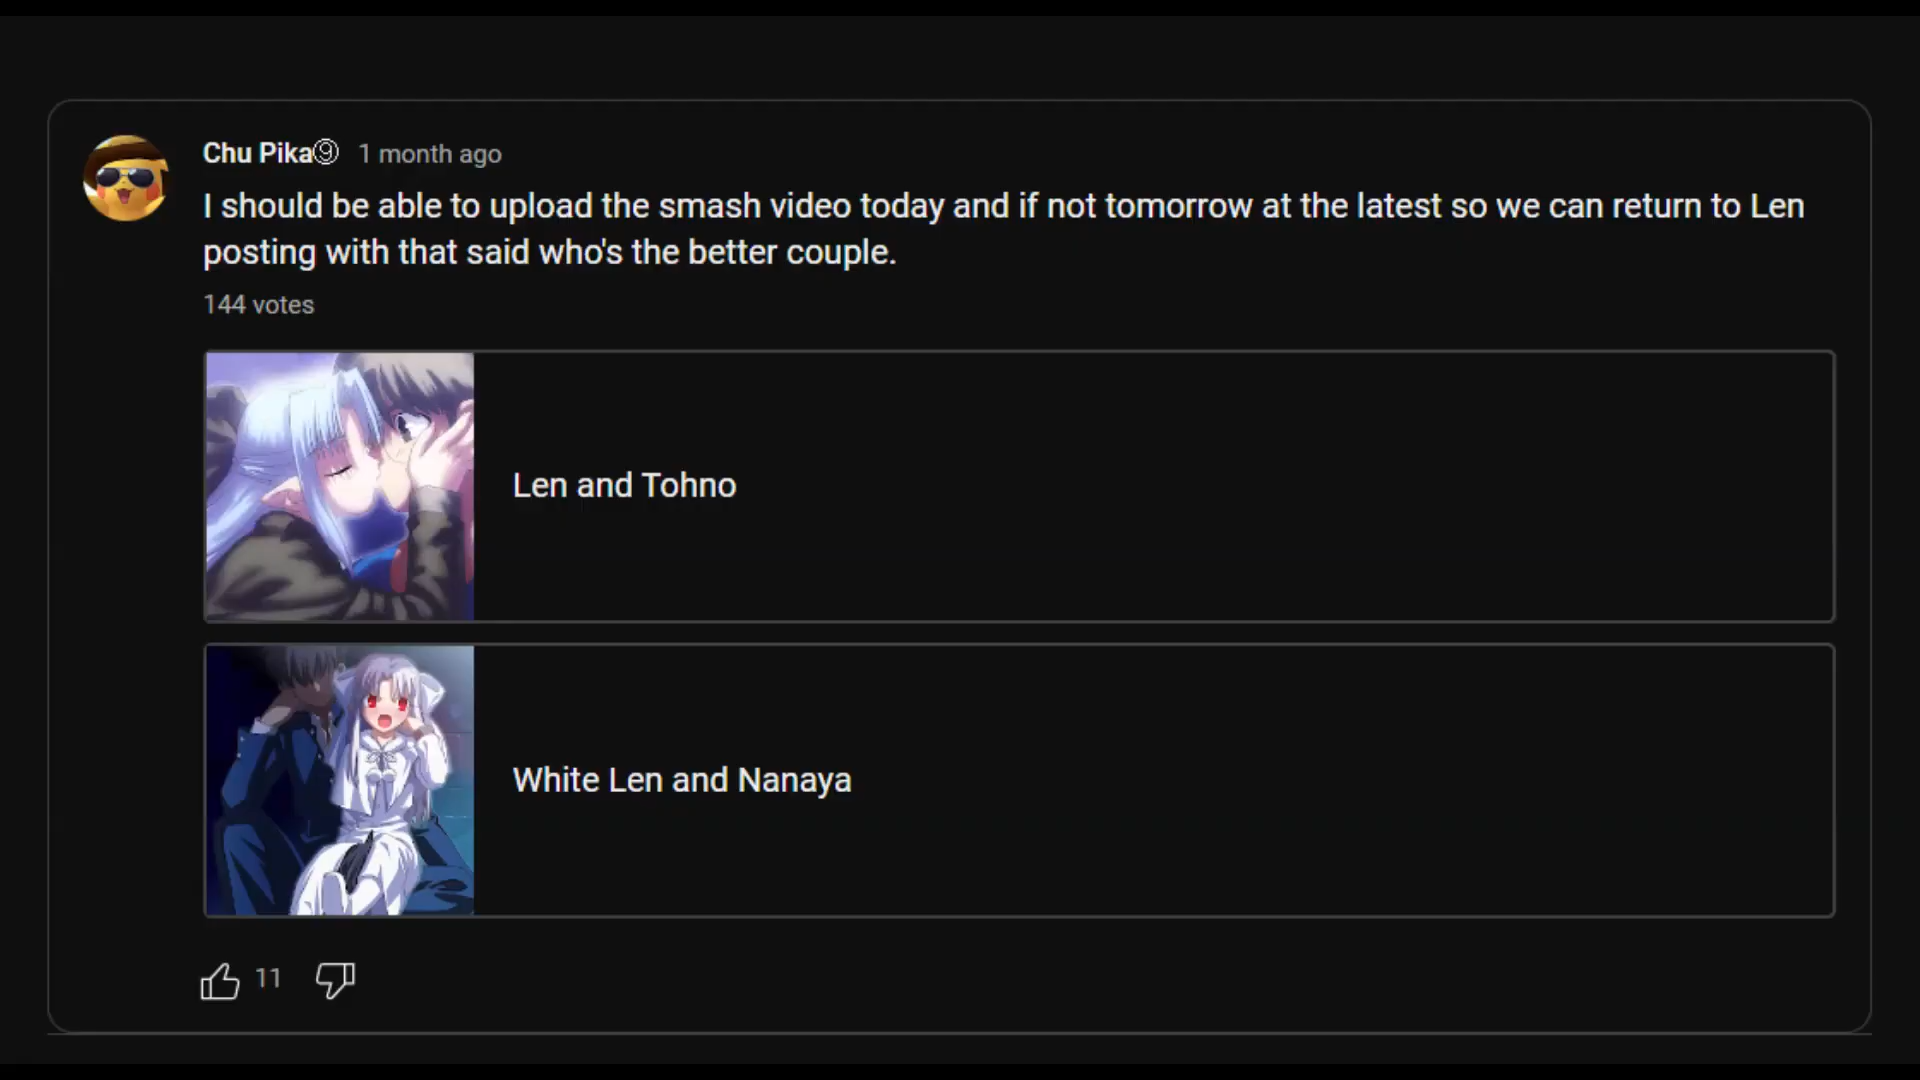 Chu Pika⑨ 1 month ago
I should be able to upload the smash video today and if not tomorrow at the latest so we can return to Len
posting with that said who's the better couple.
144 votes
Len and Tohno
White Len and Nanaya
11